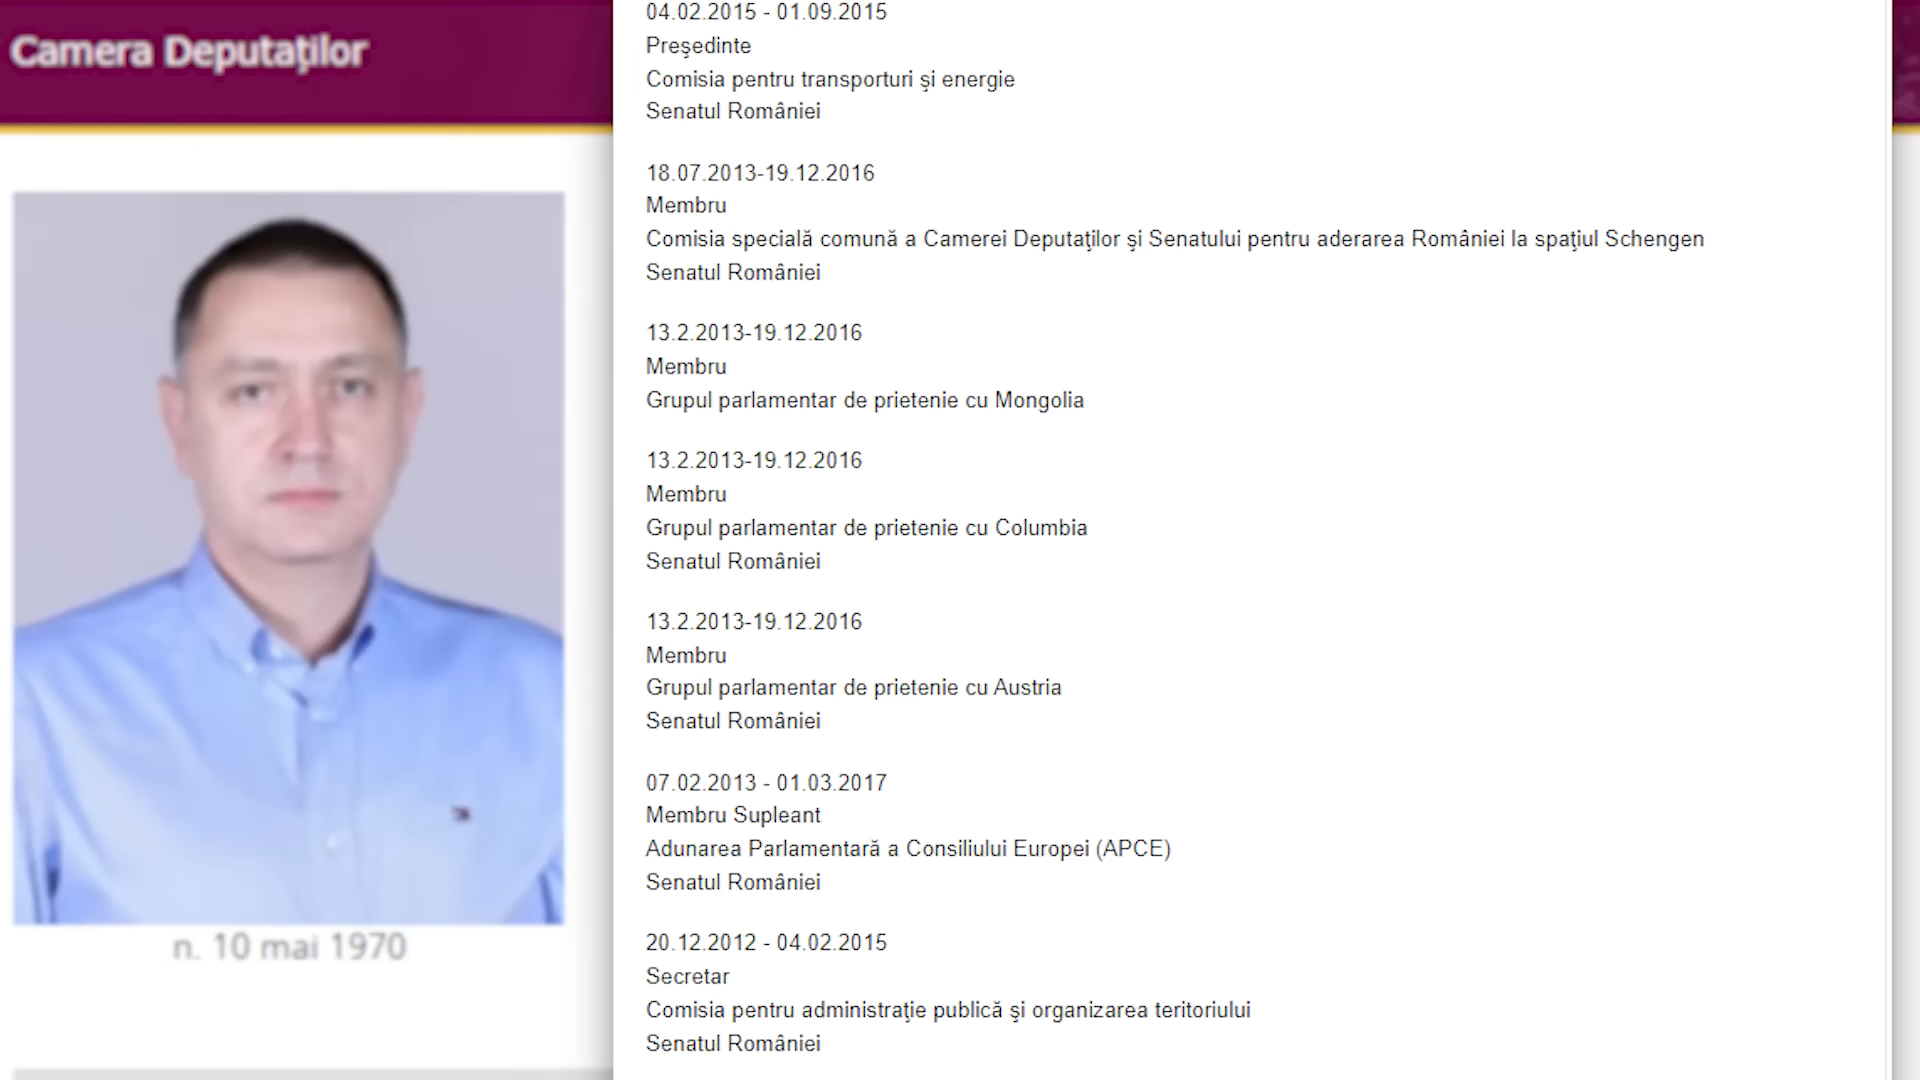 Camera Deputaţilor
n. 10 mai 1970
04.02.2015 - 01.09.2015
Preşedinte
Comisia pentru transporturi şi energie
Senatul României
18.07.2013-19.12.2016
Membru
Comisia specială comună a Camerei Deputaţilor şi Senatului pentru aderarea României la spaţiul Schengen
Senatul României
13.2.2013-19.12.2016
Membru
Grupul parlamentar de prietenie cu Mongolia
13.2.2013-19.12.2016
Membru
Grupul parlamentar de prietenie cu Columbia
Senatul României
13.2.2013-19.12.2016
Membru
Grupul parlamentar de prietenie cu Austria
Senatul României
07.02.2013 - 01.03.2017
Membru Supleant
Adunarea Parlamentară a Consiliului Europei (APCE)
Senatul României
20.12.2012 - 04.02.2015
Secretar
Comisia pentru administraţie publică şi organizarea teritoriului
Senatul României